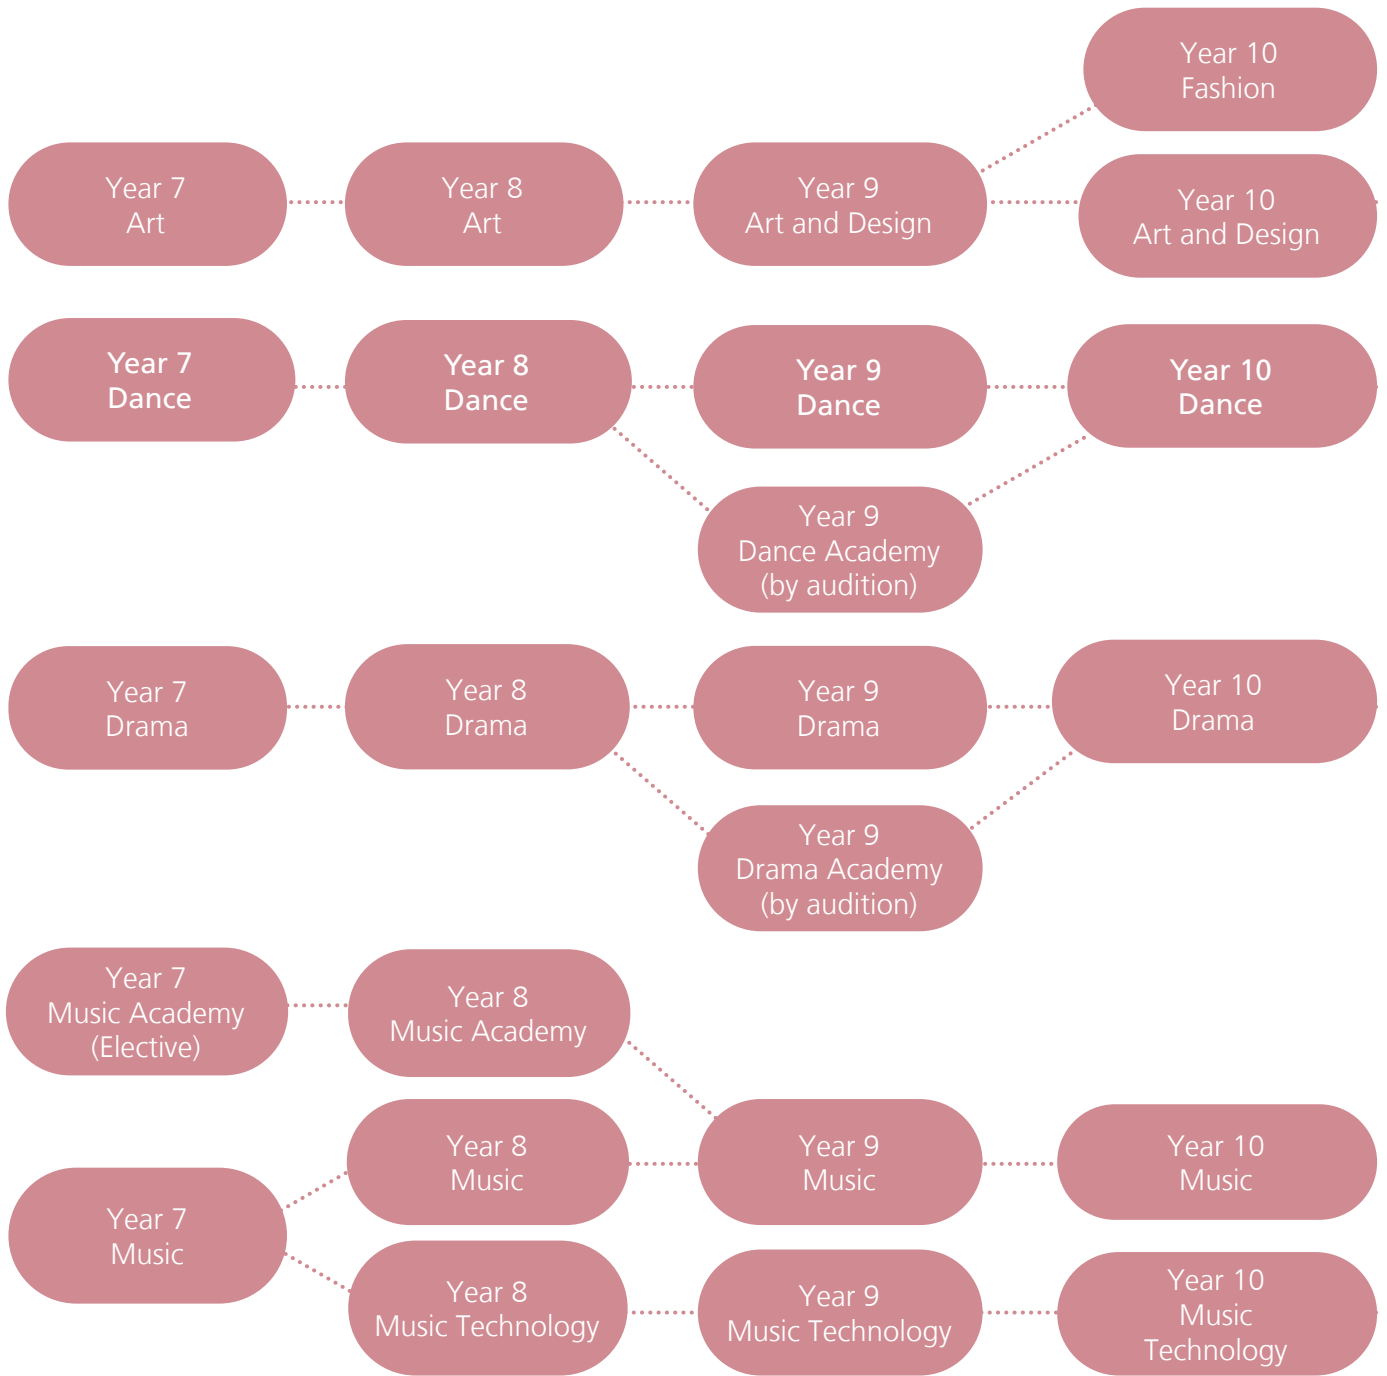 Year 10
Fashion
Year 7
Art
Year 8
Art
Year 9
Art and Design
Year 10
Art and Design
Year 7
Dance
Year 8
Dance
Year 9
Dance
Year 10
Dance
Year 9
Dance Academy
(by audition)
Year 7
Drama
Year 8
Drama
Year 9
Drama
Year 10
Drama
Year 9
Drama Academy
(by audition)
Year 7
Music Academy
(Elective)
Year 8
Music Academy
Year 8
Music
Year 9
Music
Year 10
Music
Year 7
Music
Year 8
Music Technology
Year 9
Music Technology
Year 10
Music
Technology